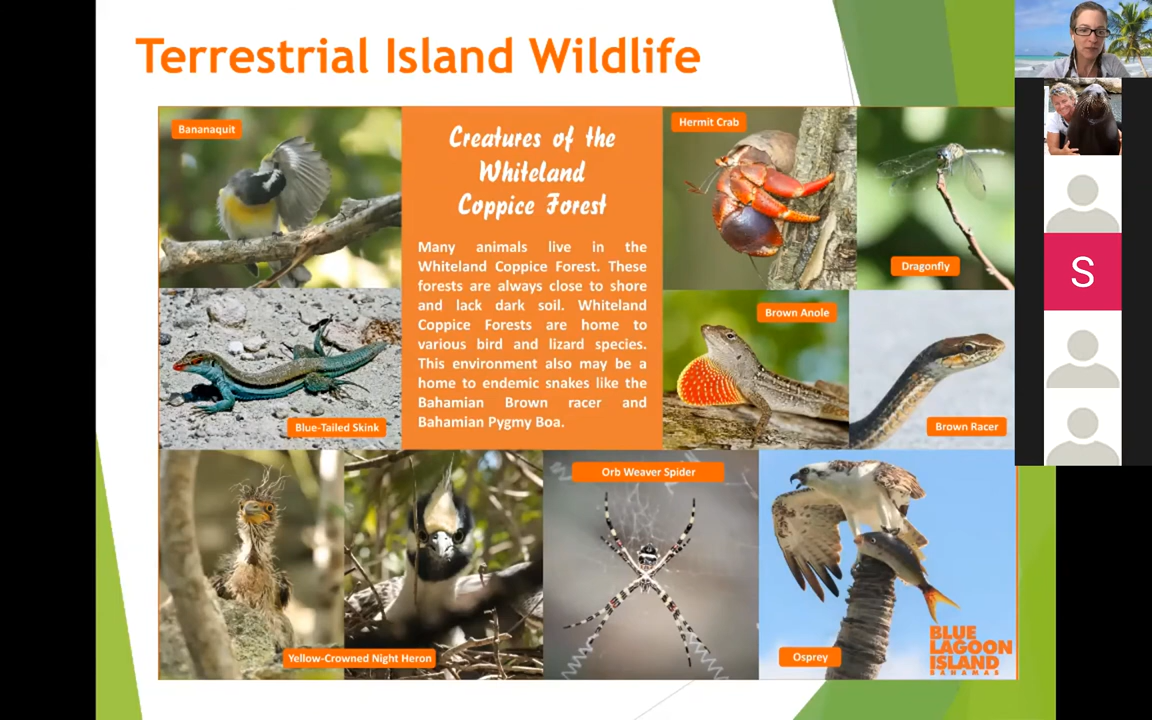 Terrestrial Island Wildlife
Bananaquit
Creatures of the
Whiteland
Coppice Forest
Many animals live in the
Whiteland Coppice Forest. These
forests are always close to shore
and lack dark soil. Whiteland
Coppice Forests are home to
various bird and lizard species.
This environment also may be a
home to endemic snakes like the
Bahamian Brown racer and
Bahamian Pygmy Boa.
Hermit Crab
Dragonfly
Blue-Tailed Skink
Brown Anole
Brown Racer
Yellow-Crowned Night Heron
Orb Weaver Spider
Osprey
BLUE
LAGOON
ISLAND
BAHAMAS
S